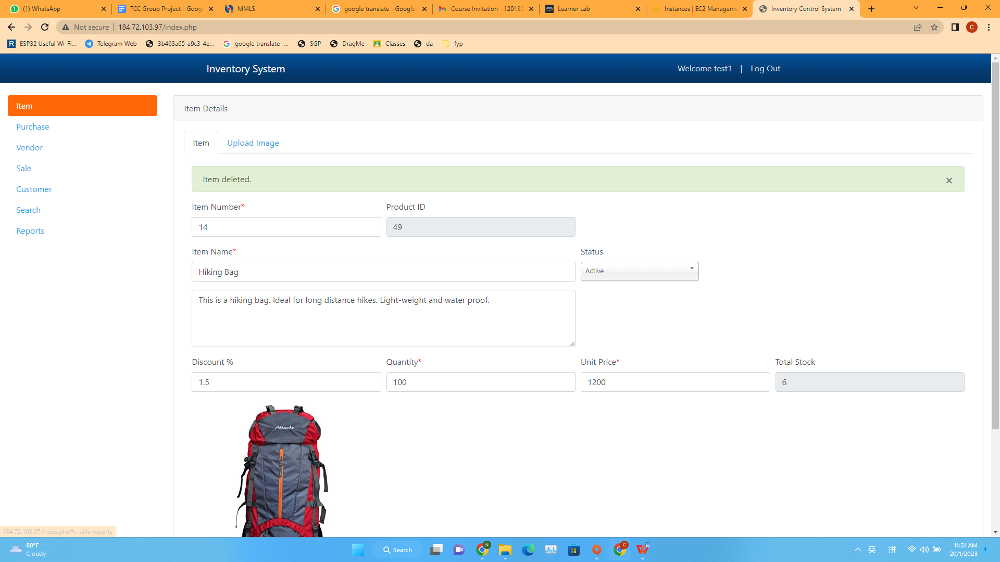 (1) WhatsApp
TCC Group Project - Googl
MMLS
google translate - Google
Course Invitation - 120130
aws Learner Lab
Instances | EC2 Manageme
Inventory Control System
Not secure 184.72.103.97/index.php
C
R ESP32 Useful Wi-Fi...
Telegram Web
3b463a65-a9c3-4e...
google translate -...
SGP
DragMe
Classes
da
fyp
Inventory System
Welcome test1 | Log Out
Item
Purchase
Vendor
Sale
Customer
Search
Reports
Item Details
Item
Upload Image
Item deleted.
Item Number*
Product ID
14
49
Item Name*
Status
Hiking Bag
Active
This is a hiking bag. Ideal for long distance hikes. Light-weight and water proof.
Discount %
Quantity*
Unit Price*
Total Stock
1.5
100
1200
6
Attache
184.72.103.97/index.php#v-pills-reports
88°F
Cloudy
Search
N
C
英
拼
11:51 AM
20/1/2023
1